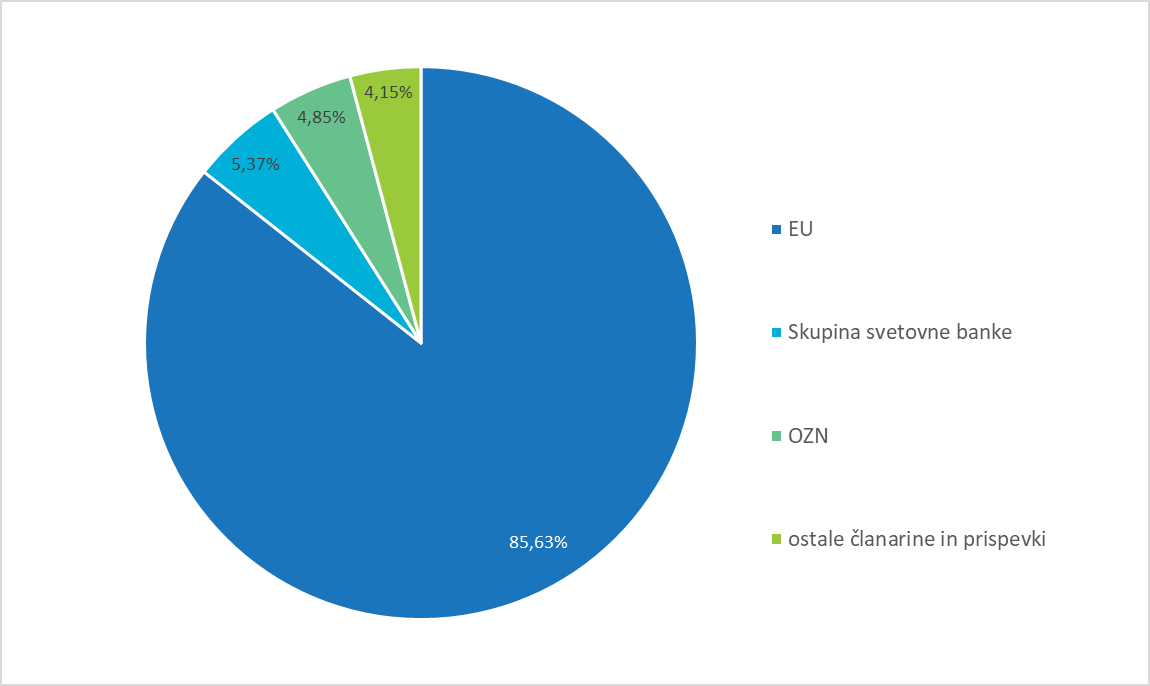 4,15%
4,85%
5,37%
85,63%
EU
Skupina svetovne banke
OZN
ostale članarine in prispevki